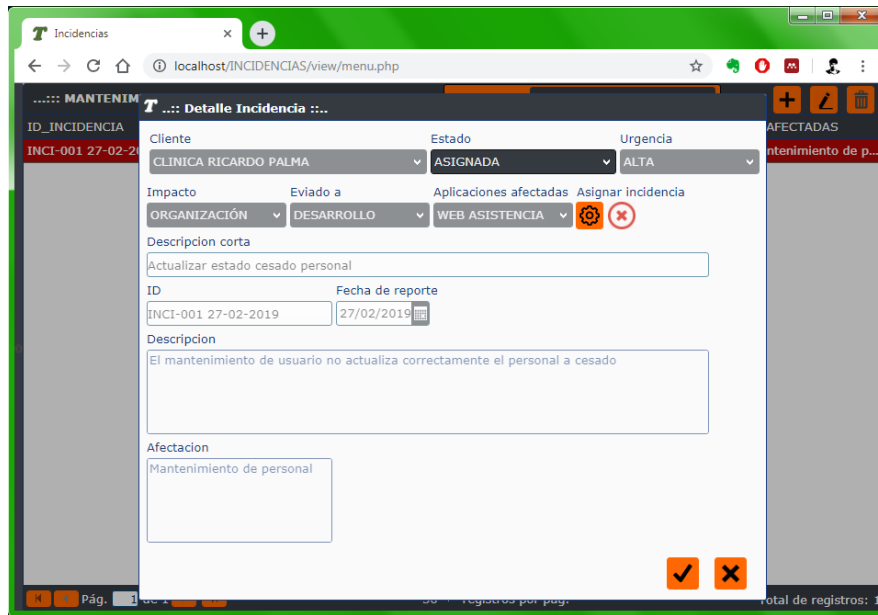 Incidencias
localhost/INCIDENCIAS/view/menu.php
...::: MANTENIM
ID_INCIDENCIA
AFECTADAS
INCI-001 27-02-20
ntenimiento de p...
T ..:: Detalle Incidencia ::..
Cliente Estado Urgencia
CLINICA RICARDO PALMA ASIGNADA ALTA
Impacto Eviado a Aplicaciones afectadas Asignar incidencia
ORGANIZACIÓN DESARROLLO WEB ASISTENCIA
Descripcion corta
Actualizar estado cesado personal
ID Fecha de reporte
INCI-001 27-02-2019 27/02/2019
Descripcion
El mantenimiento de usuario no actualiza correctamente el personal a cesado
Afectacion
Mantenimiento de personal
Pág. 1 de 1 registros por pág. Total de registros: 1